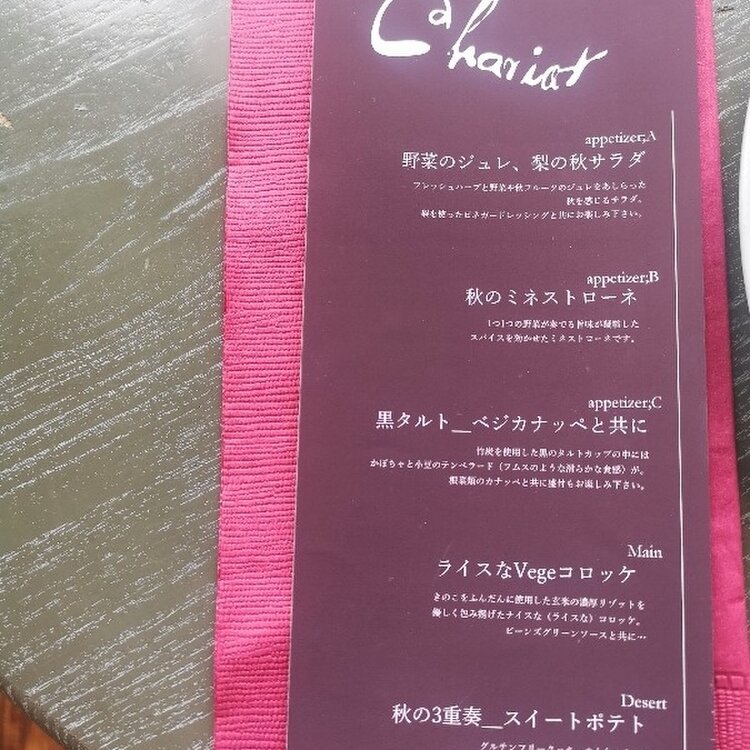 La
Chariot
appetizer;A
野菜のジュレ、梨の秋サラダ
フレッシュハーブと野菜や秋フルーツのジュレをあしらった
秋を感じるサラダ。
梨を使ったビネガードレッシングと共にお楽しみ下さい。
appetizer;B
秋のミネストローネ
1つ1つの野菜が奏でる旨味が凝縮した
スパイスを効かせたミネストローネです。
appetizer;C
黒タルト__ベジカナッペと共に
竹炭を使用した黒のタルトカップの中には
かぼちゃと小豆のテンペラード（フムスのような滑らかな食感）が。
根菜類のカナッペと共に盛付もお楽しみ下さい。
Main
ライスなVegeコロッケ
きのこをふんだんに使用した玄米の濃厚リゾットを
優しく包み揚げたナイスな（ライスな）コロッケ。
ビーンズグリーンソースと共に…
Desert
秋の3重奏__スイートポテト